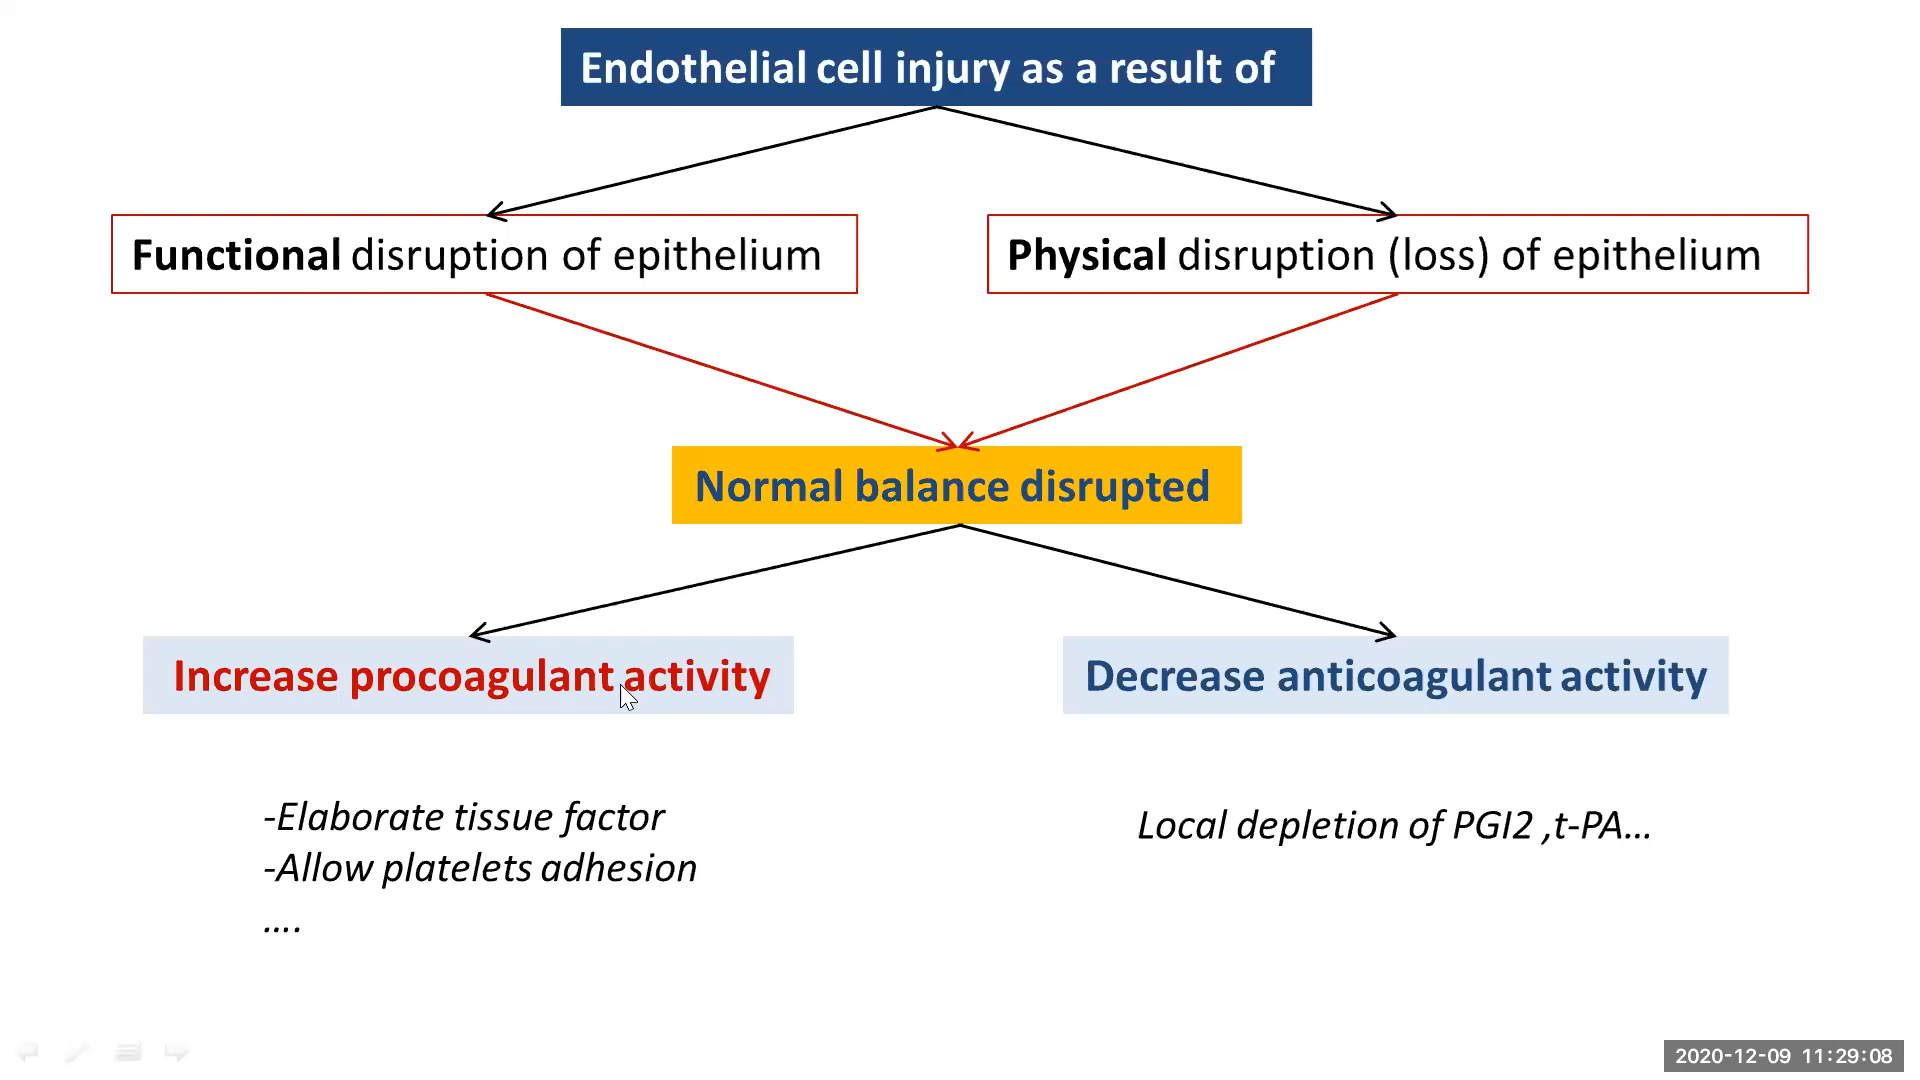 Endothelial cell injury as a result of
Functional disruption of epithelium
Physical disruption (loss) of epithelium
Normal balance disrupted
Increase procoagulant activity
Decrease anticoagulant activity
-Elaborate tissue factor
-Allow platelets adhesion
....
Local depletion of PGI2 ,t-PA...
2020-12-09 11:29:08